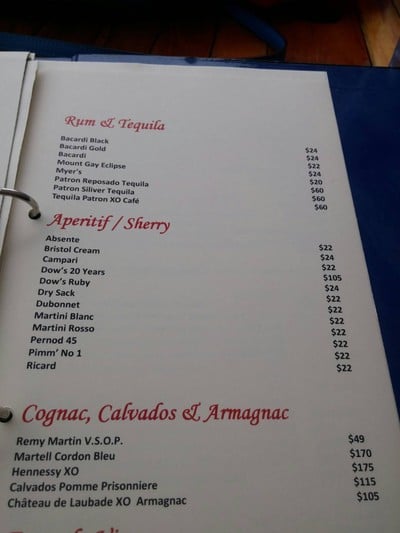 Rum & Tequila
Bacardi Black $24
Bacardi Gold $24
Bacardi $22
Mount Gay Eclipse $24
Myer's $20
Patron Reposado Tequila $60
Patron Siliver Tequila $60
Tequila Patron XO Café $60
Aperitif / Sherry
Absente $22
Bristol Cream $24
Campari $22
Dow's 20 Years $105
Dow's Ruby $24
Dry Sack $22
Dubonnet $22
Martini Blanc $22
Martini Rosso $22
Pernod 45 $22
Pimm' No 1 $22
Ricard $22
Cognac, Calvados & Armagnac
Remy Martin V.S.O.P. $49
Martell Cordon Bleu $170
Hennessy XO $175
Calvados Pomme Prisonniere $115
Château de Laubade XO Armagnac $105